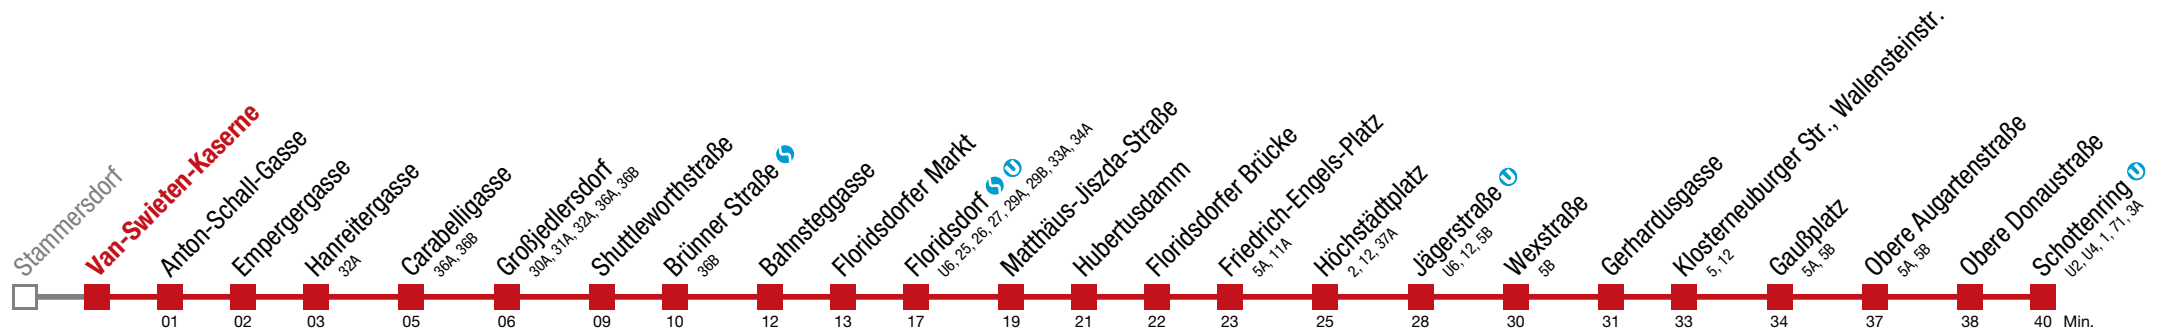 Stammersdorf
Van-Swieten-Kaserne
Anton-Schall-Gasse
Empergergasse
Hanreitergasse
32A
Carabelligasse
36A, 36B
Großjedlersdorf
30A, 31A, 32A, 36A, 36B
Shuttleworthstraße
Brünner Straße S
36B
Bahnsteggasse
Floridsdorfer Markt
Floridsdorf S U
U6, 25, 26, 27, 29A, 29B, 33A, 34A
Matthäus-Jiszda-Straße
Hubertusdamm
Floridsdorfer Brücke
Friedrich-Engels-Platz
5A, 11A
Höchstädtplatz
2, 12, 37A
Jägerstraße U
U6, 12, 5B
Wexstraße
5B
Gerhardusgasse
Klosterneuburger Str., Wallensteinstr.
5, 12
Gaußplatz
5A, 5B
Obere Augartenstraße
5A, 5B
Obere Donaustraße
Schottenring U
U2, U4, 1, 71, 3A
01 02 03 05 06 09 10 12 13 17 19 21 22 23 25 28 30 31 33 34 37 38 40 Min.